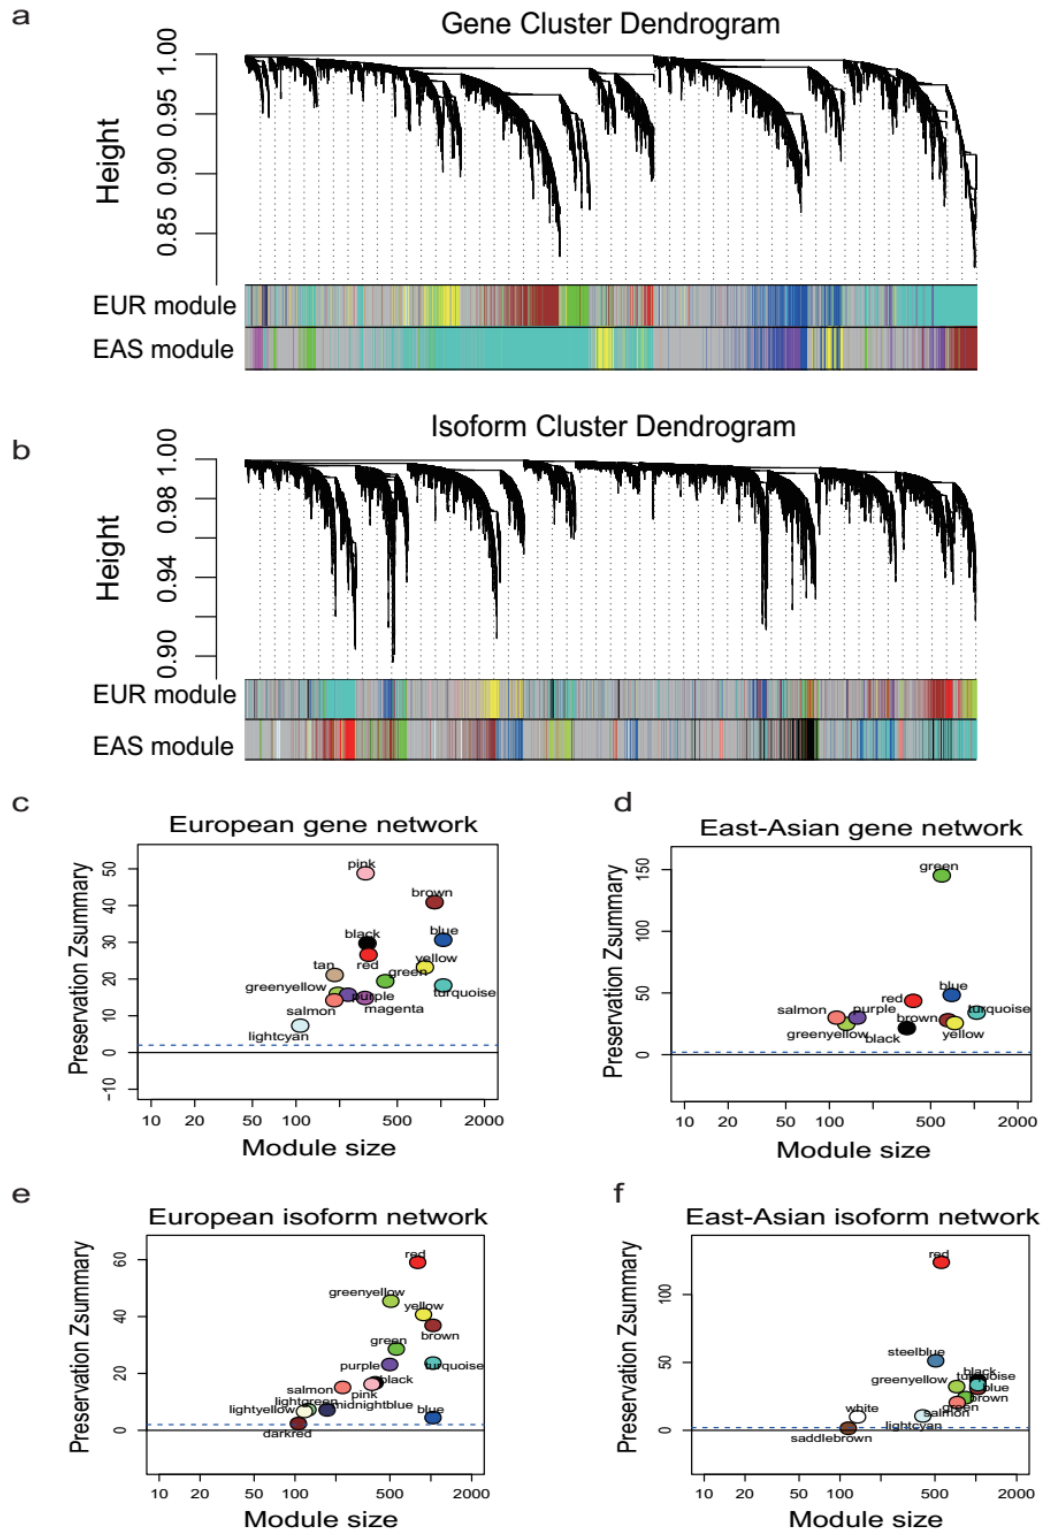 a
Gene Cluster Dendrogram
Height
1.00
0.95
0.90
0.85
EUR module
EAS module
b
Isoform Cluster Dendrogram
Height
1.00
0.98
0.94
0.90
EUR module
EAS module
c
European gene network
Preservation Zsummary
50
40
30
20
10
0
−10
pink
brown
black
blue
red
yellow
tan
green
greenyellow
purple
turquoise
salmon
magenta
lightcyan
10 20 50 100 500 2000
Module size
d
East-Asian gene network
Preservation Zsummary
150
100
50
0
green
blue
red
salmon
purple
brown
turquoise
greenyellow
black
yellow
10 20 50 100 500 2000
Module size
e
European isoform network
Preservation Zsummary
60
40
20
0
red
greenyellow
yellow
brown
green
purple
turquoise
black
salmon
pink
lightgreen
lightyellow
midnightblue
blue
darkred
10 20 50 100 500 2000
Module size
f
East-Asian isoform network
Preservation Zsummary
100
50
0
red
steelblue
black
turquoise
greenyellow
blue
brown
green
white
salmon
lightcyan
saddlebrown
10 20 50 100 500 2000
Module size